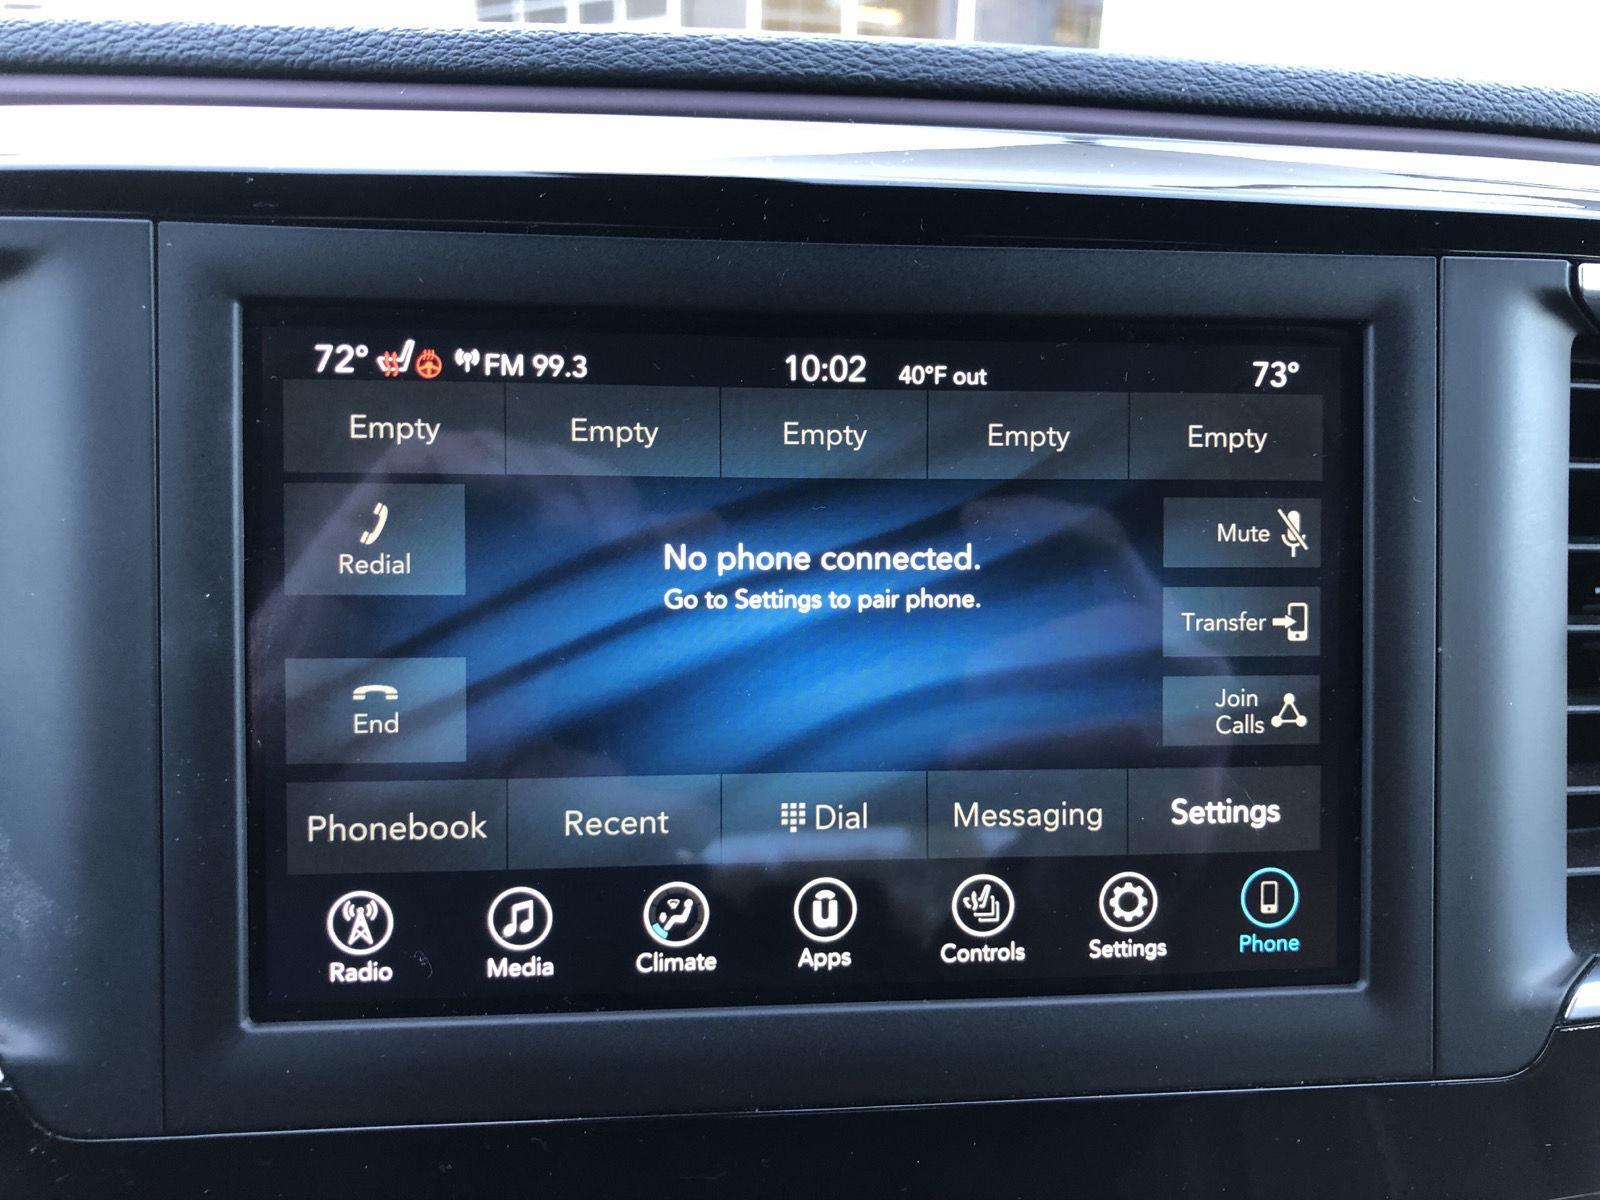 72° FM 99.3 10:02 40°F out 73°
Empty Empty Empty Empty Empty
Redial
Mute
No phone connected.
Go to Settings to pair phone.
Transfer
End
Join
Calls
Phonebook Recent Dial Messaging Settings
Radio Media Climate Apps Controls Settings Phone